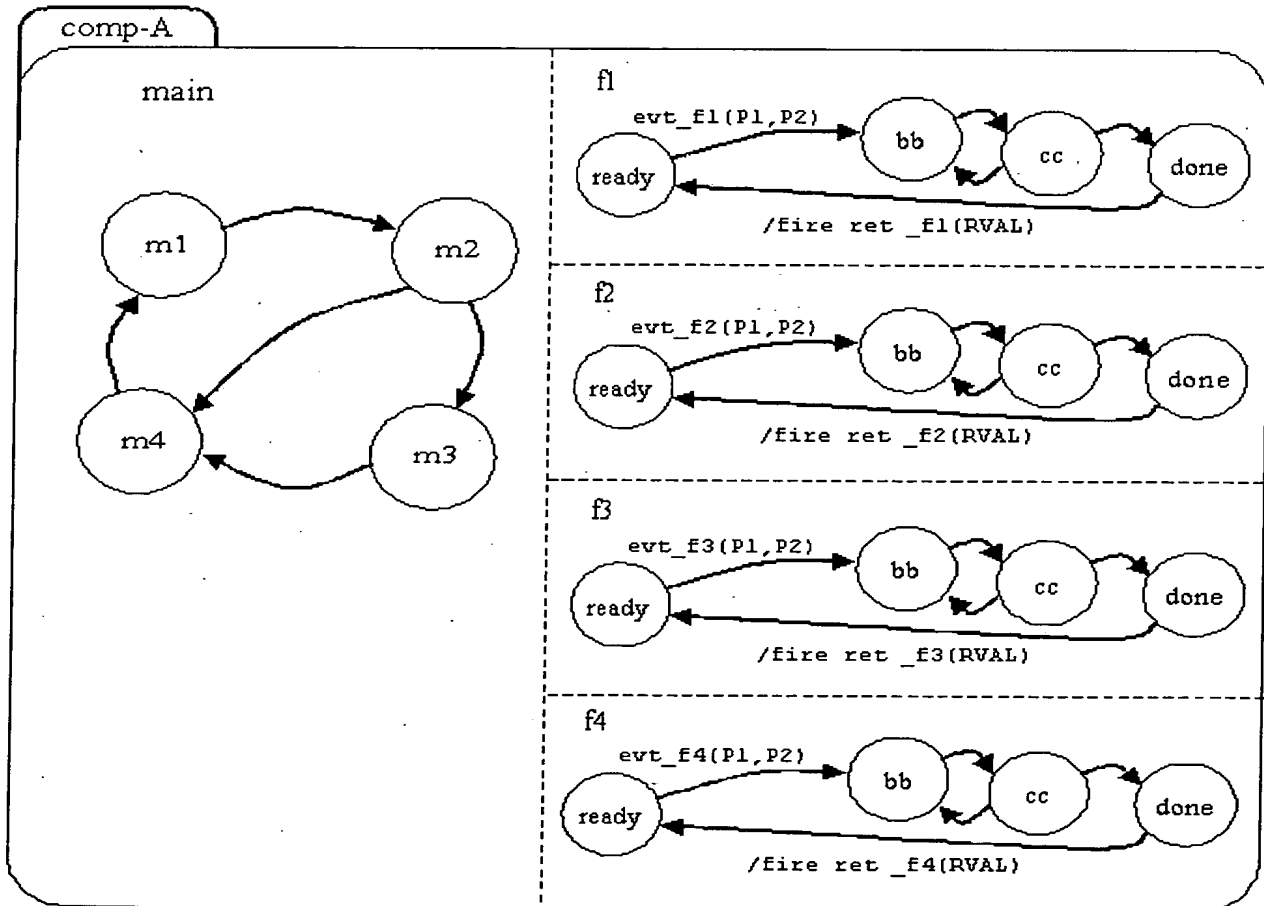 comp-A
main
m1
m2
m4
m3
f1
evt_f1(P1,P2)
ready
bb
cc
done
/fire ret _f1(RVAL)
f2
evt_f2(P1,P2)
ready
bb
cc
done
/fire ret _f2(RVAL)
f3
evt_f3(P1,P2)
ready
bb
cc
done
/fire ret _f3(RVAL)
f4
evt_f4(P1,P2)
ready
bb
cc
done
/fire ret _f4(RVAL)